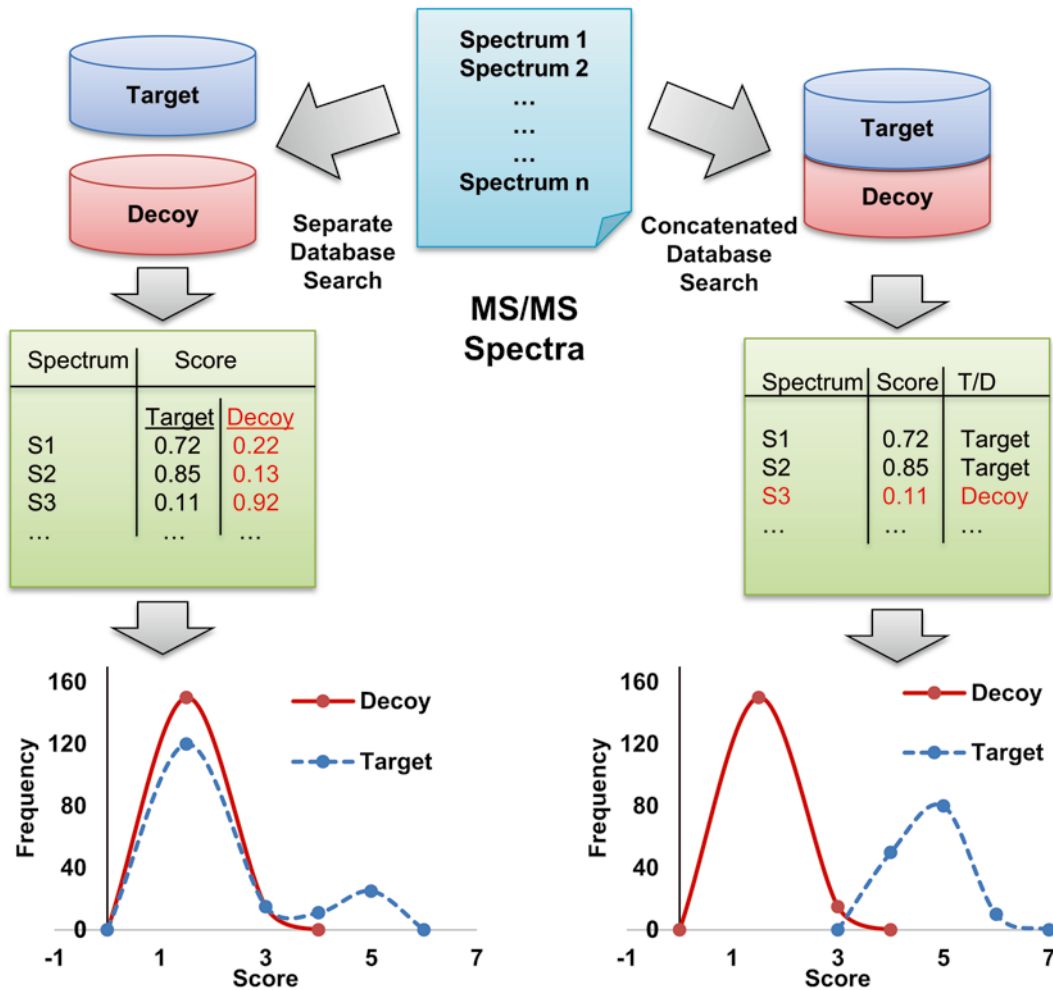 Target
Decoy
Spectrum 1
Spectrum 2
...
...
...
Spectrum n
Target
Decoy
Separate
Database
Search
Concatenated
Database
Search
MS/MS
Spectra
Spectrum Score
Target Decoy
S1 0.72 0.22
S2 0.85 0.13
S3 0.11 0.92
... ... ...
Spectrum Score T/D
S1 0.72 Target
S2 0.85 Target
S3 0.11 Decoy
... ... ...
160
120
80
40
0
Frequency
-1 1 3 5 7
Score
Decoy
Target
160
120
80
40
0
Frequency
-1 1 3 5 7
Score
Decoy
Target